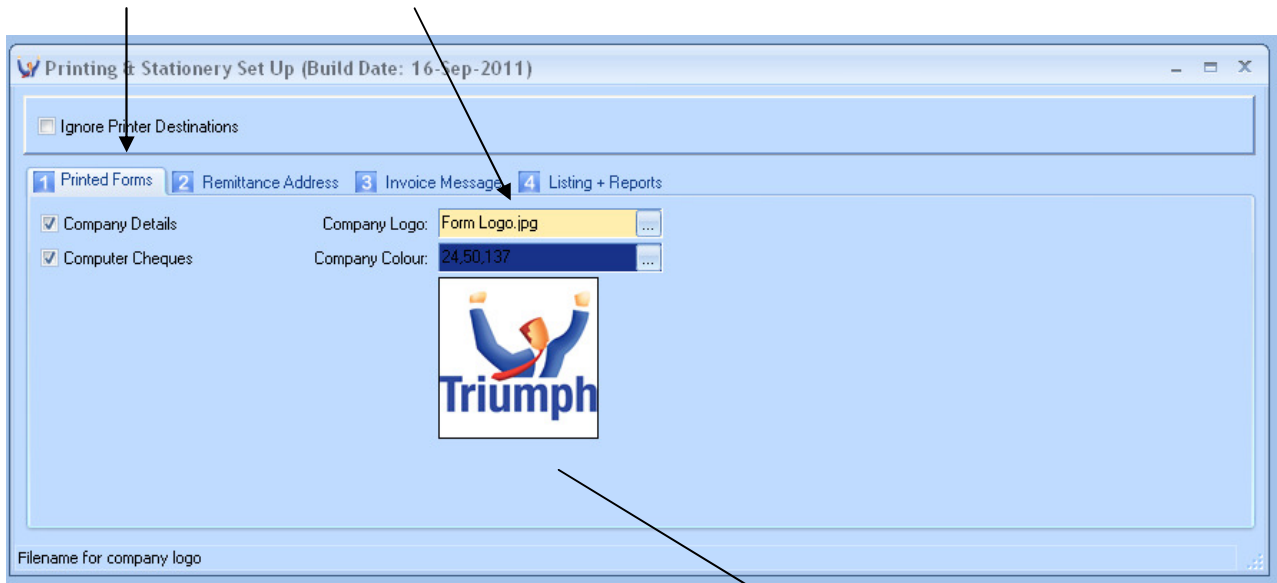 Printing & Stationery Set Up (Build Date: 16-Sep-2011)
Ignore Printer Destinations
1 Printed Forms 2 Remittance Address 3 Invoice Message 4 Listing + Reports
Company Details Company Logo: Form Logo.jpg ...
Computer Cheques Company Colour: 24,50,137 ...
Triumph
Filename for company logo